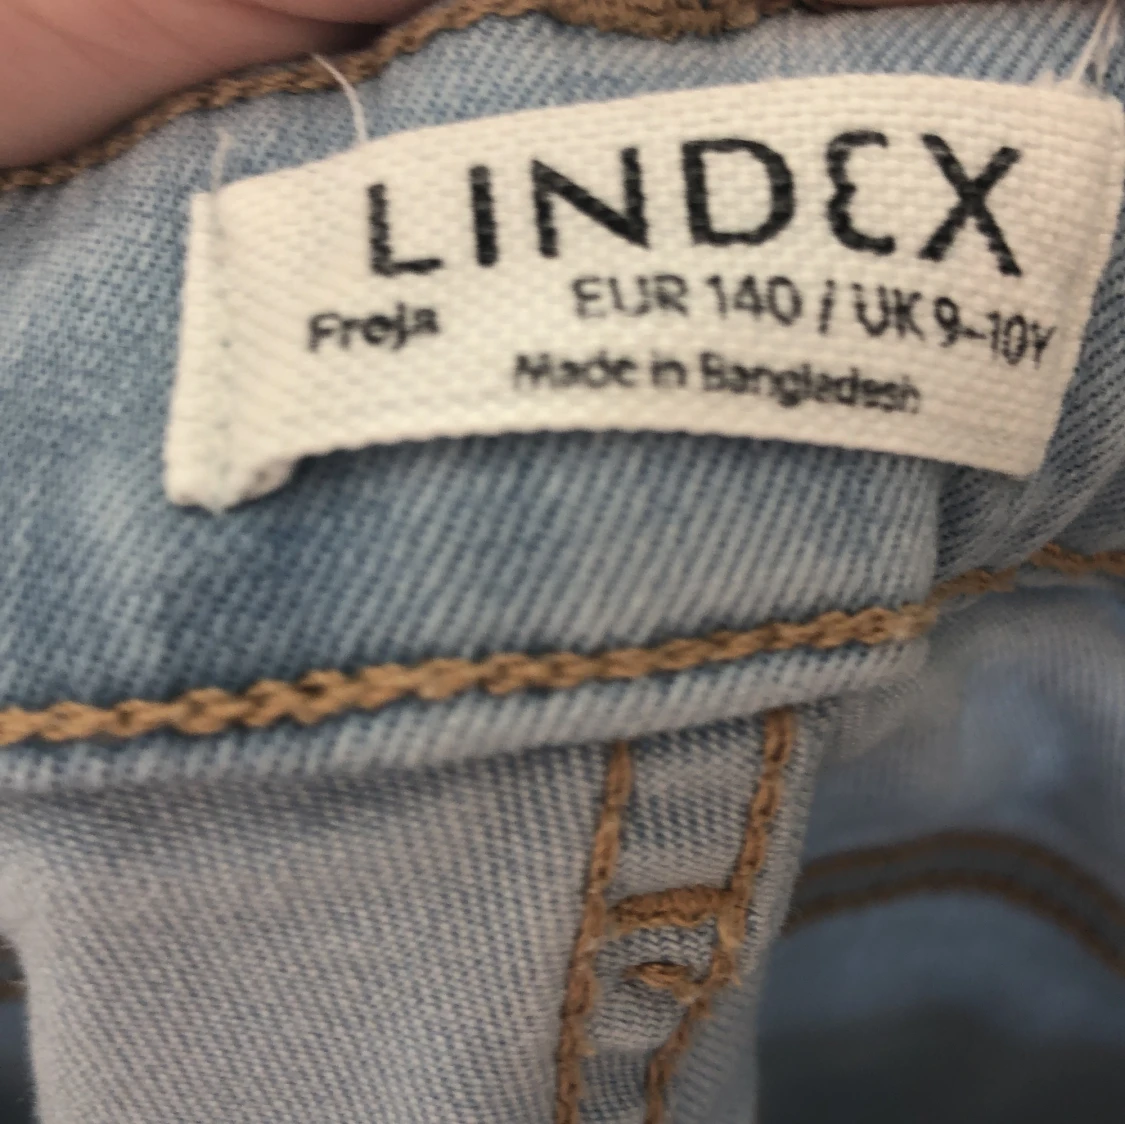 LINDEX
Freja EUR 140 / UK 9-10Y
Made in Bangladesh